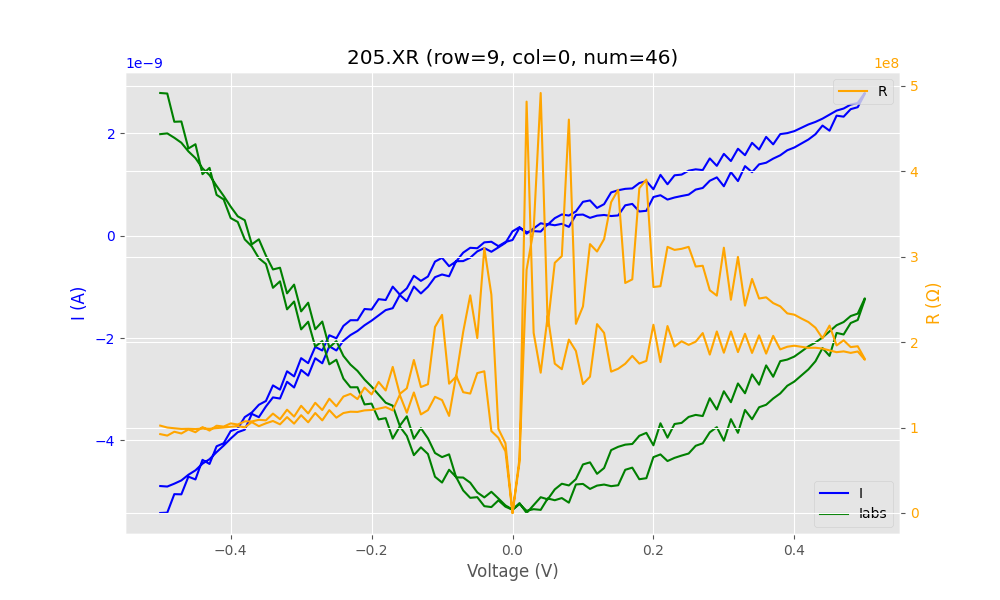 205.XR (row=9, col=0, num=46)
1e−9
1e8
R
2
0
−2
−4
I (A)
5
4
3
2
1
0
R (Ω)
I
Iabs
−0.4
−0.2
0.0
0.2
0.4
Voltage (V)